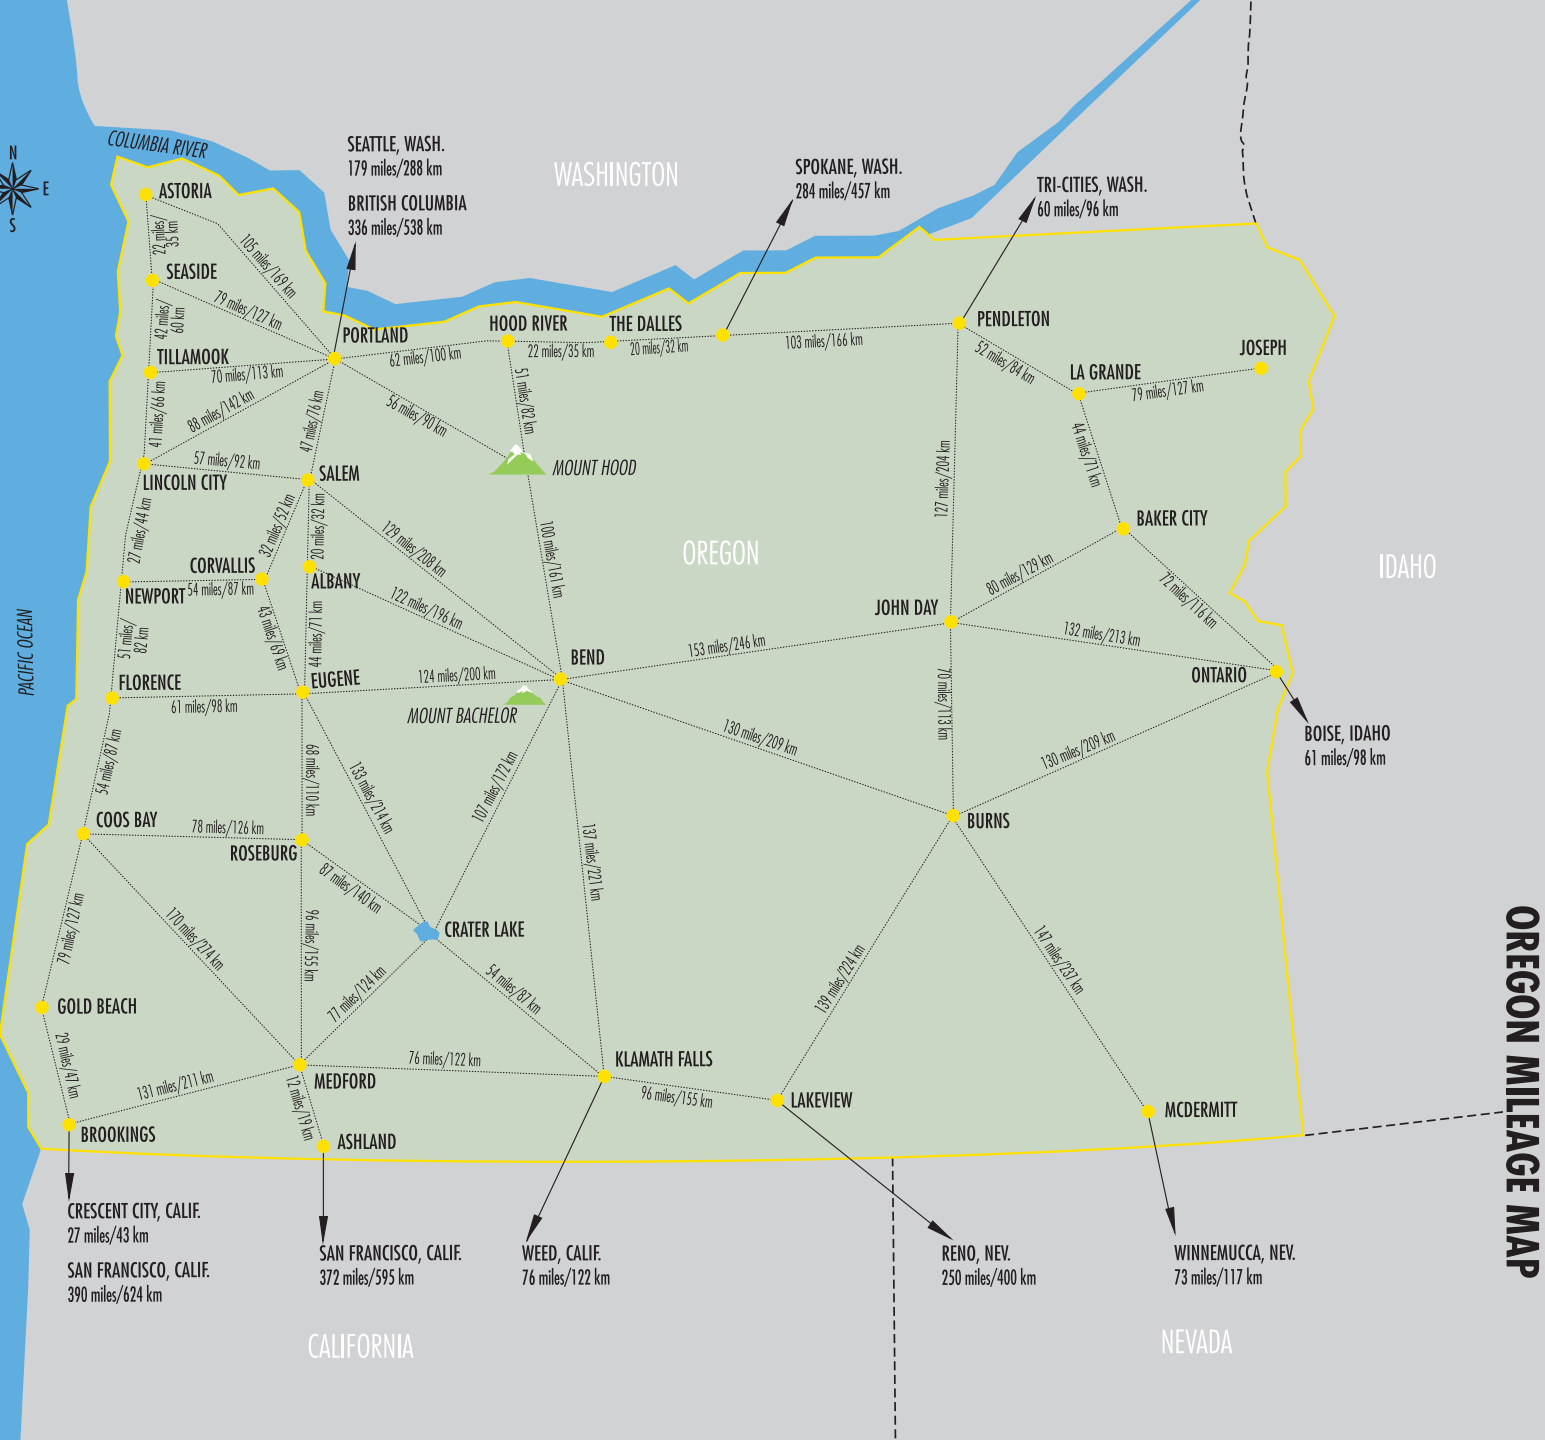 COLUMBIA RIVER
N
E
S
SEATTLE, WASH.
179 miles/288 km
BRITISH COLUMBIA
336 miles/538 km
WASHINGTON
SPOKANE, WASH.
284 miles/457 km
TRI-CITIES, WASH.
60 miles/96 km
ASTORIA
22 miles/
35 km
105 miles/169 km
SEASIDE
79 miles/127 km
42 miles/
60 km
PORTLAND
HOOD RIVER
THE DALLES
PENDLETON
62 miles/100 km
22 miles/35 km
20 miles/32 km
103 miles/166 km
52 miles/84 km
JOSEPH
TILLAMOOK
70 miles/113 km
LA GRANDE
79 miles/127 km
41 miles/66 km
88 miles/142 km
47 miles/76 km
56 miles/90 km
51 miles/82 km
44 miles/71 km
57 miles/92 km
LINCOLN CITY
SALEM
MOUNT HOOD
127 miles/204 km
27 miles/44 km
32 miles/52 km
20 miles/32 km
129 miles/208 km
100 miles/161 km
OREGON
BAKER CITY
IDAHO
CORVALLIS
ALBANY
NEWPORT
54 miles/87 km
122 miles/196 km
80 miles/129 km
72 miles/116 km
JOHN DAY
PACIFIC OCEAN
51 miles/
82 km
43 miles/69 km
44 miles/71 km
BEND
153 miles/246 km
132 miles/213 km
FLORENCE
EUGENE
124 miles/200 km
70 miles/113 km
ONTARIO
61 miles/98 km
MOUNT BACHELOR
130 miles/209 km
130 miles/209 km
BOISE, IDAHO
61 miles/98 km
54 miles/87 km
68 miles/110 km
133 miles/214 km
107 miles/172 km
COOS BAY
78 miles/126 km
ROSEBURG
137 miles/221 km
BURNS
87 miles/140 km
79 miles/127 km
170 miles/274 km
96 miles/155 km
CRATER LAKE
77 miles/124 km
54 miles/87 km
139 miles/224 km
147 miles/237 km
GOLD BEACH
29 miles/47 km
76 miles/122 km
KLAMATH FALLS
131 miles/211 km
MEDFORD
12 miles/19 km
96 miles/155 km
LAKEVIEW
MCDERMITT
BROOKINGS
ASHLAND
OREGON MILEAGE MAP
CRESCENT CITY, CALIF.
27 miles/43 km
SAN FRANCISCO, CALIF.
390 miles/624 km
SAN FRANCISCO, CALIF.
372 miles/595 km
WEED, CALIF.
76 miles/122 km
RENO, NEV.
250 miles/400 km
WINNEMUCCA, NEV.
73 miles/117 km
CALIFORNIA
NEVADA